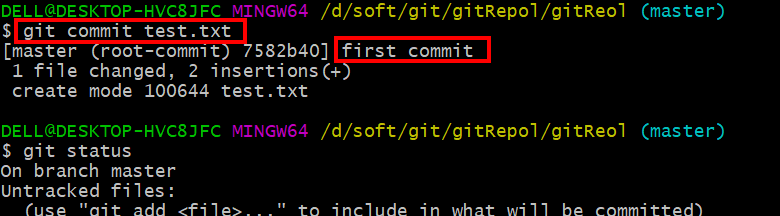 DELL@DESKTOP-HVC8JFC MINGW64 /d/soft/git/gitRepol/gitReol (master)
$ git commit test.txt
[master (root-commit) 7582b40] first commit
 1 file changed, 2 insertions(+)
 create mode 100644 test.txt
DELL@DESKTOP-HVC8JFC MINGW64 /d/soft/git/gitRepol/gitReol (master)
$ git status
On branch master
Untracked files:
  (use "git add <file>..." to include in what will be committed)